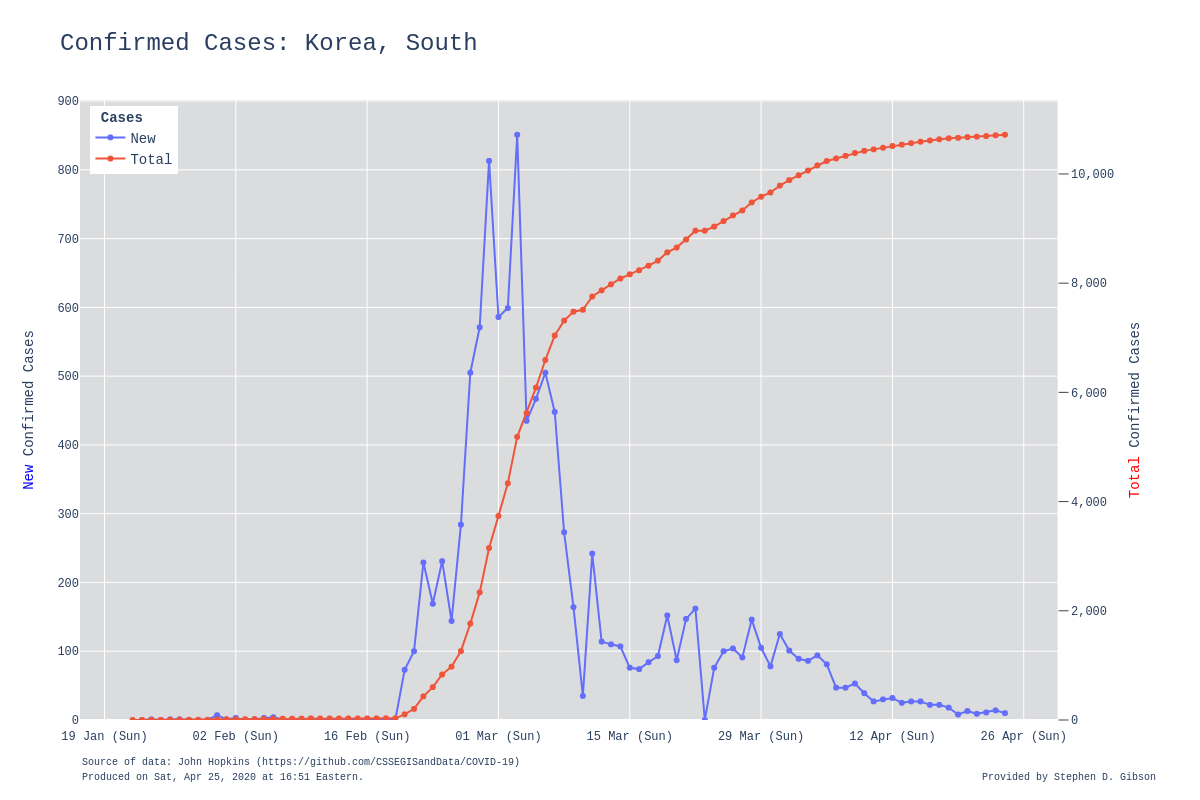 Confirmed Cases: Korea, South
Cases
New
Total
900
800
700
600
500
400
300
200
100
0
New Confirmed Cases
10,000
8,000
6,000
4,000
2,000
0
Total Confirmed Cases
19 Jan (Sun) 02 Feb (Sun) 16 Feb (Sun) 01 Mar (Sun) 15 Mar (Sun) 29 Mar (Sun) 12 Apr (Sun) 26 Apr (Sun)
Source of data: John Hopkins (https://github.com/CSSEGISandData/COVID-19)
Produced on Sat, Apr 25, 2020 at 16:51 Eastern.
Provided by Stephen D. Gibson